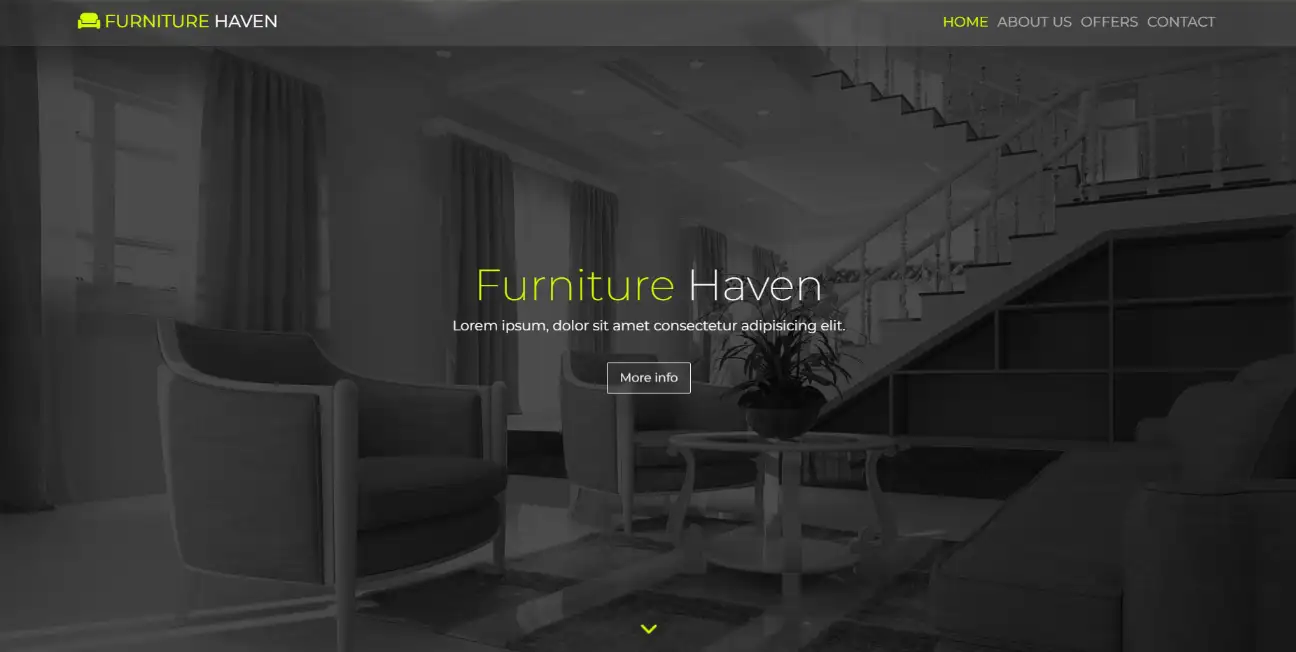 FURNITURE HAVEN
HOME ABOUT US OFFERS CONTACT
Furniture Haven
Lorem ipsum, dolor sit amet consectetur adipisicing elit.
More info